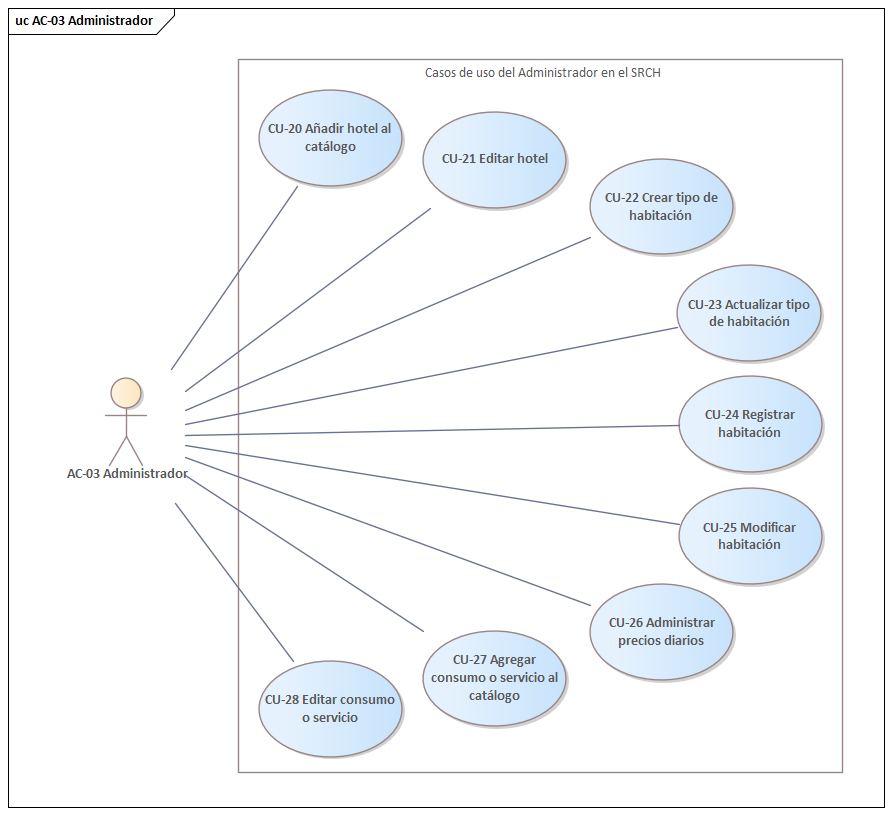 uc AC-03 Administrador
Casos de uso del Administrador en el SRCH
CU-20 Añadir hotel al
catálogo
CU-21 Editar hotel
CU-22 Crear tipo de
habitación
CU-23 Actualizar tipo
de habitación
CU-24 Registrar
habitación
AC-03 Administrador
CU-25 Modificar
habitación
CU-26 Administrar
precios diarios
CU-27 Agregar
consumo o servicio al
catálogo
CU-28 Editar consumo
o servicio